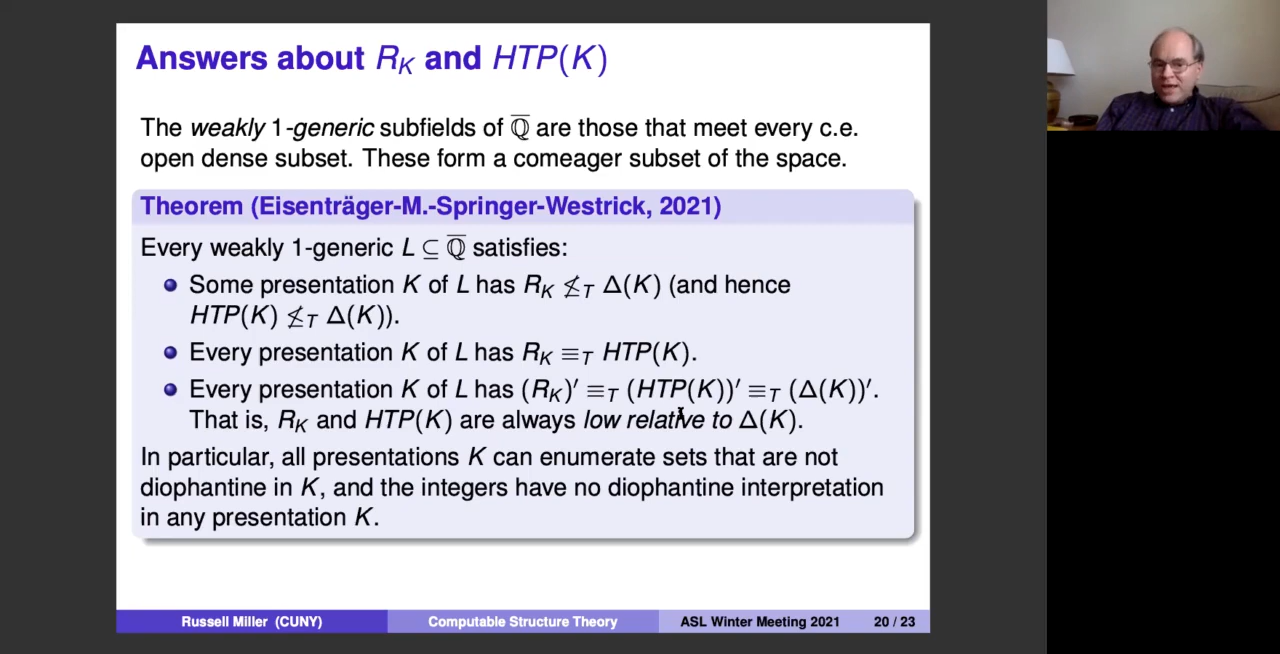 Answers about R_K and HTP(K)
The weakly 1-generic subfields of Q̅ are those that meet every c.e.
open dense subset. These form a comeager subset of the space.
Theorem (Eisenträger-M.-Springer-Westrick, 2021)
Every weakly 1-generic L ⊆ Q̅ satisfies:
Some presentation K of L has R_K ≰_T Δ(K) (and hence
HTP(K) ≰_T Δ(K)).
Every presentation K of L has R_K ≡_T HTP(K).
Every presentation K of L has (R_K)′ ≡_T (HTP(K))′ ≡_T (Δ(K))′.
That is, R_K and HTP(K) are always low relative to Δ(K).
In particular, all presentations K can enumerate sets that are not
diophantine in K, and the integers have no diophantine interpretation
in any presentation K.
Russell Miller (CUNY) Computable Structure Theory ASL Winter Meeting 2021 20 / 23